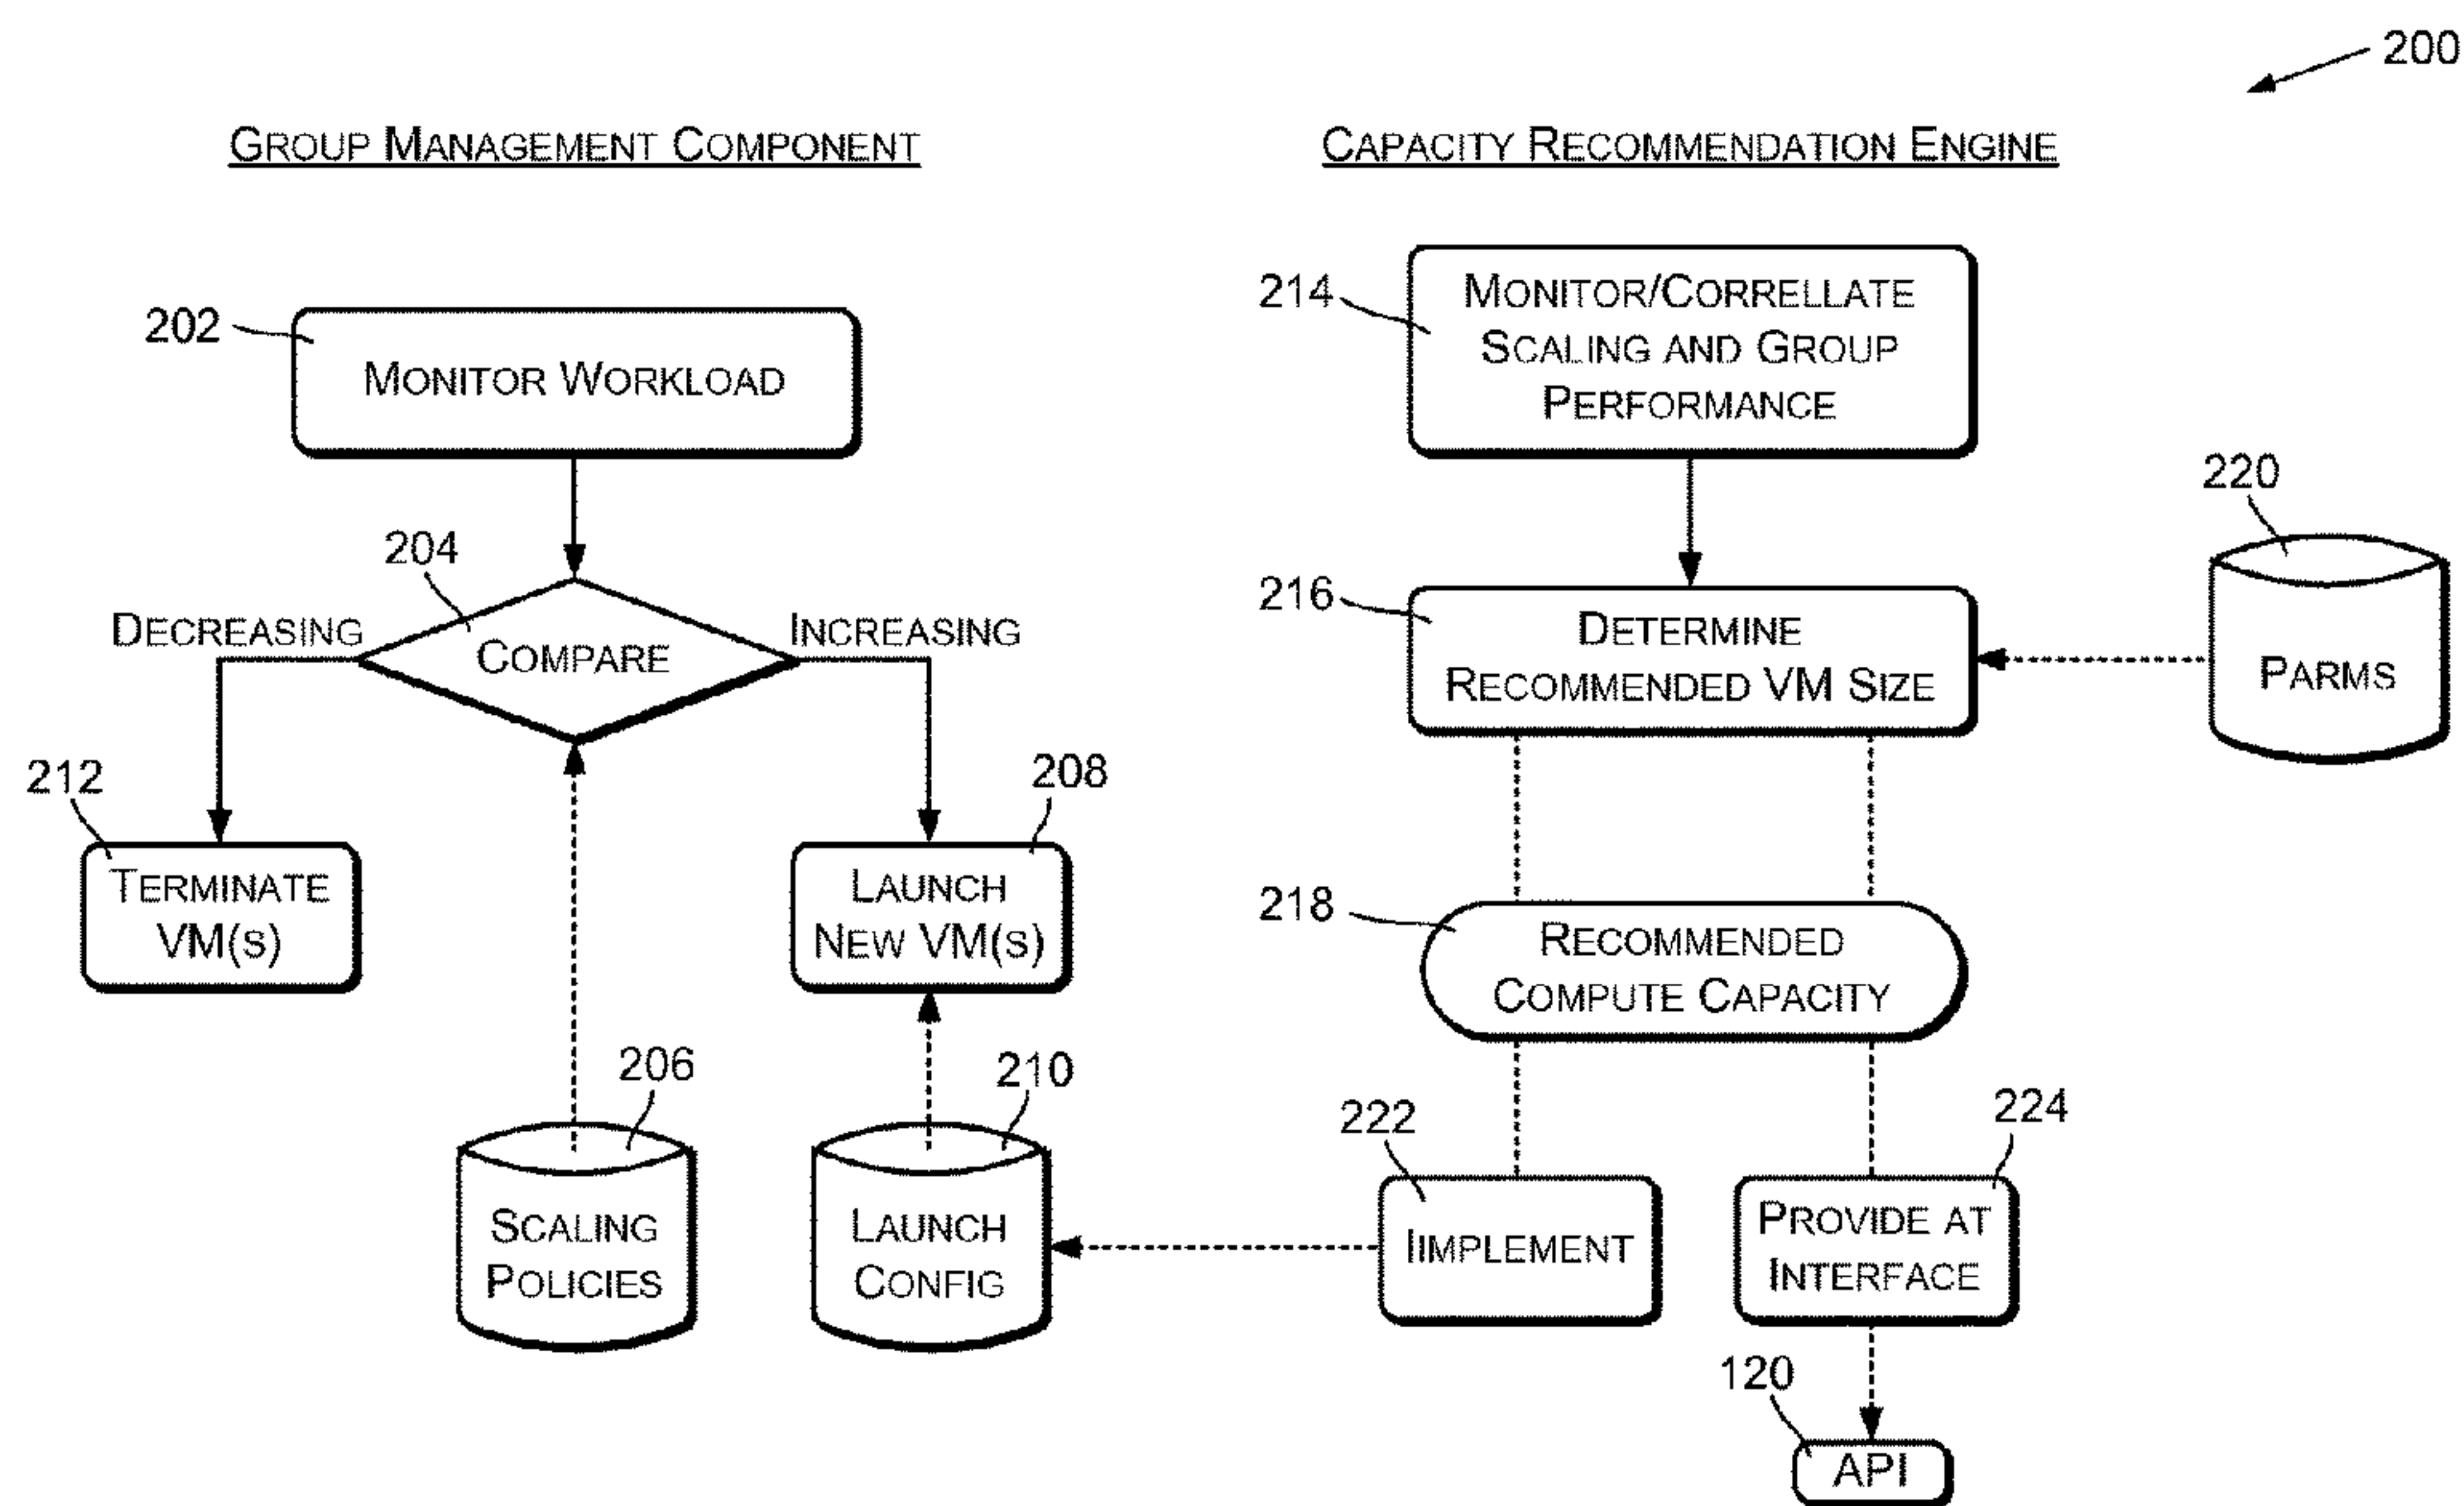 200
GROUP MANAGEMENT COMPONENT
202
MONITOR WORKLOAD
204
DECREASING
COMPARE
INCREASING
212
TERMINATE
VM(S)
208
LAUNCH
NEW VM(S)
206
SCALING
POLICIES
210
LAUNCH
CONFIG
CAPACITY RECOMMENDATION ENGINE
214
MONITOR/CORRELLATE
SCALING AND GROUP
PERFORMANCE
216
DETERMINE
RECOMMENDED VM SIZE
220
PARMS
218
RECOMMENDED
COMPUTE CAPACITY
222
IIMPLEMENT
224
PROVIDE AT
INTERFACE
120
API